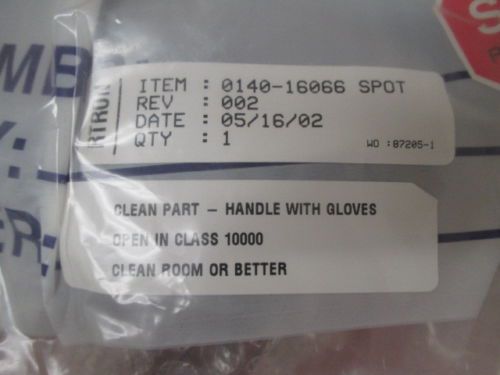 ITEM : 0140-16066 SPOT
REV : 002
DATE : 05/16/02
QTY : 1
WO :87205-1
CLEAN PART – HANDLE WITH GLOVES
OPEN IN CLASS 10000
CLEAN ROOM OR BETTER